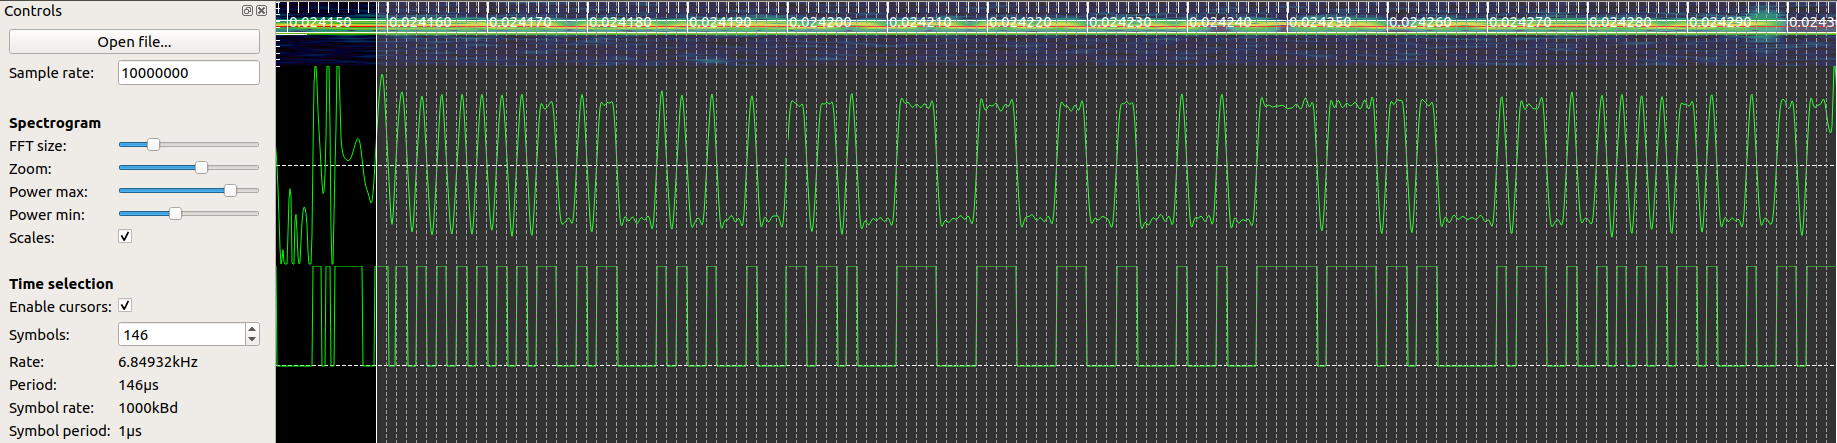 Controls
Open file...
Sample rate: 10000000
Spectrogram
FFT size:
Zoom:
Power max:
Power min:
Scales:
Time selection
Enable cursors:
Symbols: 146
Rate: 6.84932kHz
Period: 146µs
Symbol rate: 1000kBd
Symbol period: 1µs
0.024150 0.024160 0.024170 0.024180 0.024190 0.024200 0.024210 0.024220 0.024230 0.024240 0.024250 0.024260 0.024270 0.024280 0.024290 0.0243